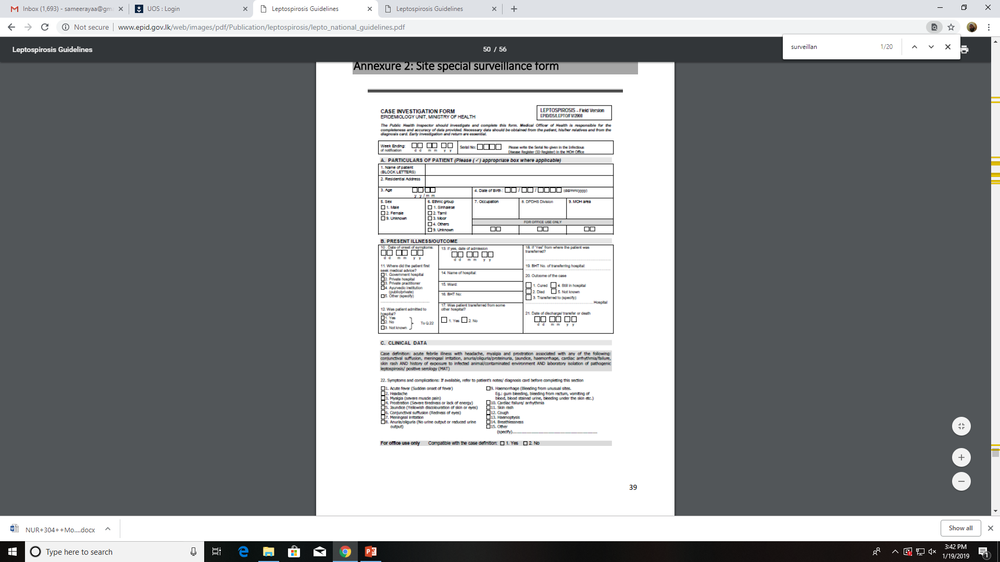 Inbox (1,693) - sameerayaa@gm
UOS : Login
Leptospirosis Guidelines
Leptospirosis Guidelines
Not secure
www.epid.gov.lk/web/images/pdf/Publication/leptospirosis/lepto_national_guidelines.pdf
Leptospirosis Guidelines
50 / 56
surveillan
1/20
Annexure 2: Site special surveillance form
CASE INVESTIGATION FORM
EPIDEMIOLOGY UNIT, MINISTRY OF HEALTH
LEPTOSPIROSIS – Field Version
EPID/DS/LEPTO/FV/2008
The Public Health Inspector should investigate and complete this form. Medical Officer of Health is responsible for the
completeness and accuracy of data provided. Necessary data should be obtained from the patient, his/her relatives and from the
diagnosis card. Early investigation and return are essential.
Week Ending:
of notification
d d m m y y
Serial No:
Please write the Serial No given in the Infectious
Disease Register (ID Register) in the MOH Office
A. PARTICULARS OF PATIENT (Please (✓) appropriate box where applicable)
1. Name of patient
(BLOCK LETTERS)
2. Residential Address
3. Age
y y / m m
4. Date of Birth : / / (dd/mm/yyyy)
5. Sex
1. Male
2. Female
9. Unknown
6. Ethnic group
1. Sinhalese
2. Tamil
3. Moor
4. Others
9. Unknown
7. Occupation
8. DPDHS Division
9. MOH area
FOR OFFICE USE ONLY
B. PRESENT ILLNESS/OUTCOME
10. Date of onset of symptoms:
d d m m y y
11. Where did the patient first
seek medical advice?
1. Government hospital
2. Private hospital
3. Private practitioner
4. Ayurvedic institution
(public/private)
5. Other (specify)
12. Was patient admitted to
hospital?
1. Yes
2. No
3. Not known
To Q.22
13. If yes, date of admission
d d m m y y
14. Name of hospital:
15. Ward:
16. BHT No:
17. Was patient transferred from some
other hospital?
1. Yes 2. No
18. If "Yes" from where the patient was
transferred?
19. BHT No. of transferring hospital:
20. Outcome of the case
1. Cured 4. Still in hospital
2. Died 5. Not known
3. Transferred to (specify):
Hospital
21. Date of discharge/ transfer or death
d d m m y y
C. CLINICAL DATA
Case definition: acute febrile illness with headache, myalgia and prostration associated with any of the following:
conjunctival suffusion, meningeal irritation, anuria/oliguria/proteinuria, jaundice, haemorrhage, cardiac arrhythmia/failure,
skin rash AND history of exposure to infected animal/contaminated environment AND laboratory isolation of pathogenic
leptospirosis/ positive serology (MAT)
22. Symptoms and complications: If available, refer to patient's notes/ diagnosis card before completing this section
1. Acute fever (Sudden onset of fever)
2. Headache
3. Myalgia (severe muscle pain)
4. Prostration (Severe tiredness or lack of energy)
5. Jaundice (Yellowish discolouration of skin or eyes)
6. Conjunctival suffusion (Redness of eyes)
7. Meningeal irritation
8. Anuria/oliguria (No urine output or reduced urine
output)
9. Haemorrhage (Bleeding from unusual sites.
Eg.: gum bleeding, bleeding from rectum, vomiting of
blood, blood stained urine, bleeding under the skin etc.)
10. Cardiac failure/ arrhythmia
11. Skin rash
12. Cough
13. Haemoptysis
14. Breathlessness
15. Other
(specify)
For office use only Compatible with the case definition: 1. Yes 2. No
39
NUR+304++Mo....docx
Show all
Type here to search
3:42 PM
1/19/2019
1